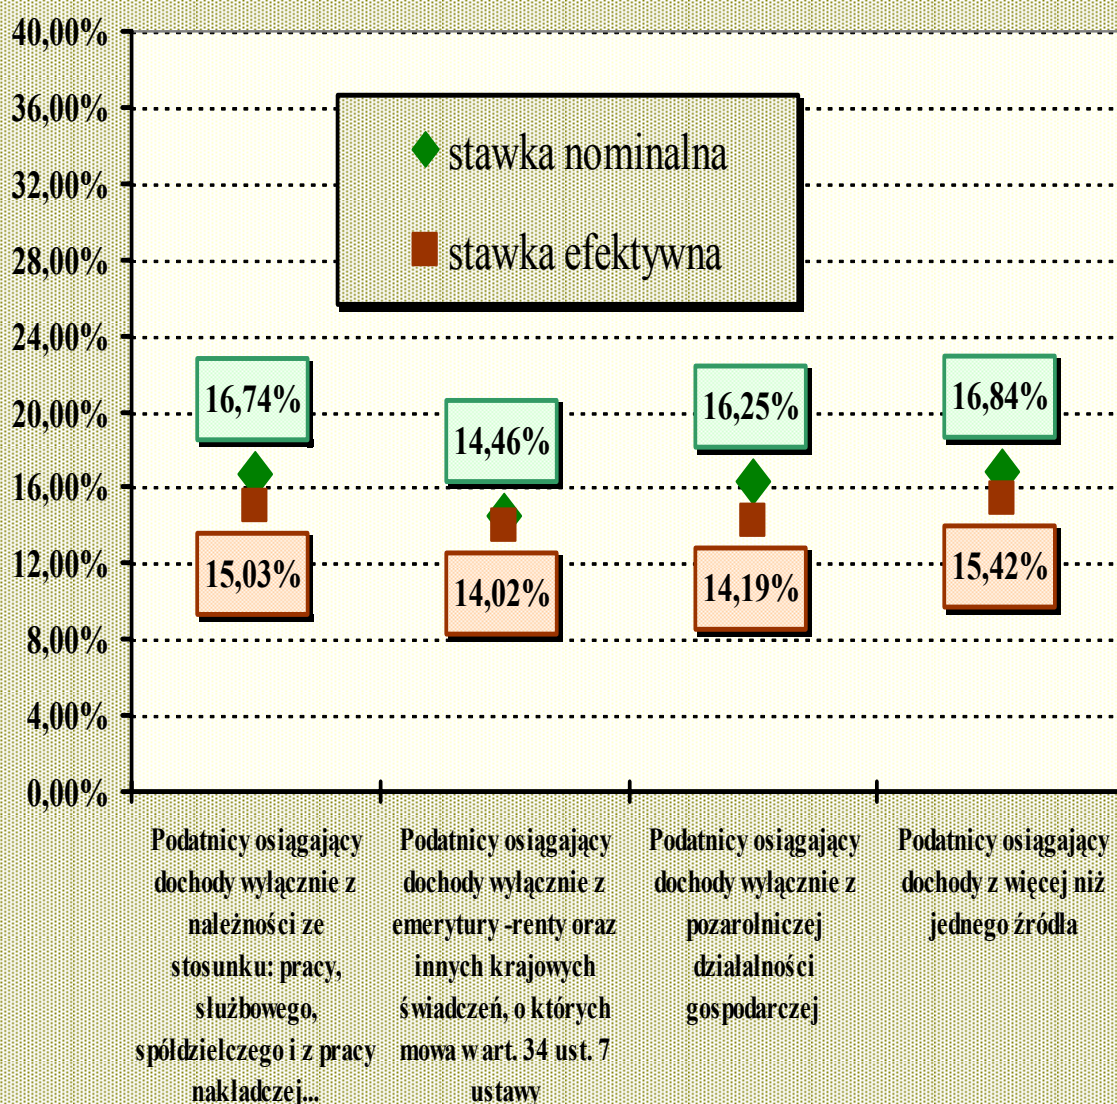 40,00%
36,00%
32,00%
28,00%
24,00%
20,00%
16,00%
12,00%
8,00%
4,00%
0,00%
stawka nominalna
stawka efektywna
16,74%
14,46%
16,25%
16,84%
15,03%
14,02%
14,19%
15,42%
Podatnicy osiągający
dochody wyłącznie z
należności ze
stosunku: pracy,
służbowego,
spółdzielczego i z pracy
nakładczej...
Podatnicy osiągający
dochody wyłącznie z
emerytury -renty oraz
innych krajowych
świadczeń, o których
mowa w art. 34 ust. 7
ustawy
Podatnicy osiągający
dochody wyłącznie z
pozarolniczej
działalności
gospodarczej
Podatnicy osiągający
dochody z więcej niż
jednego źródła